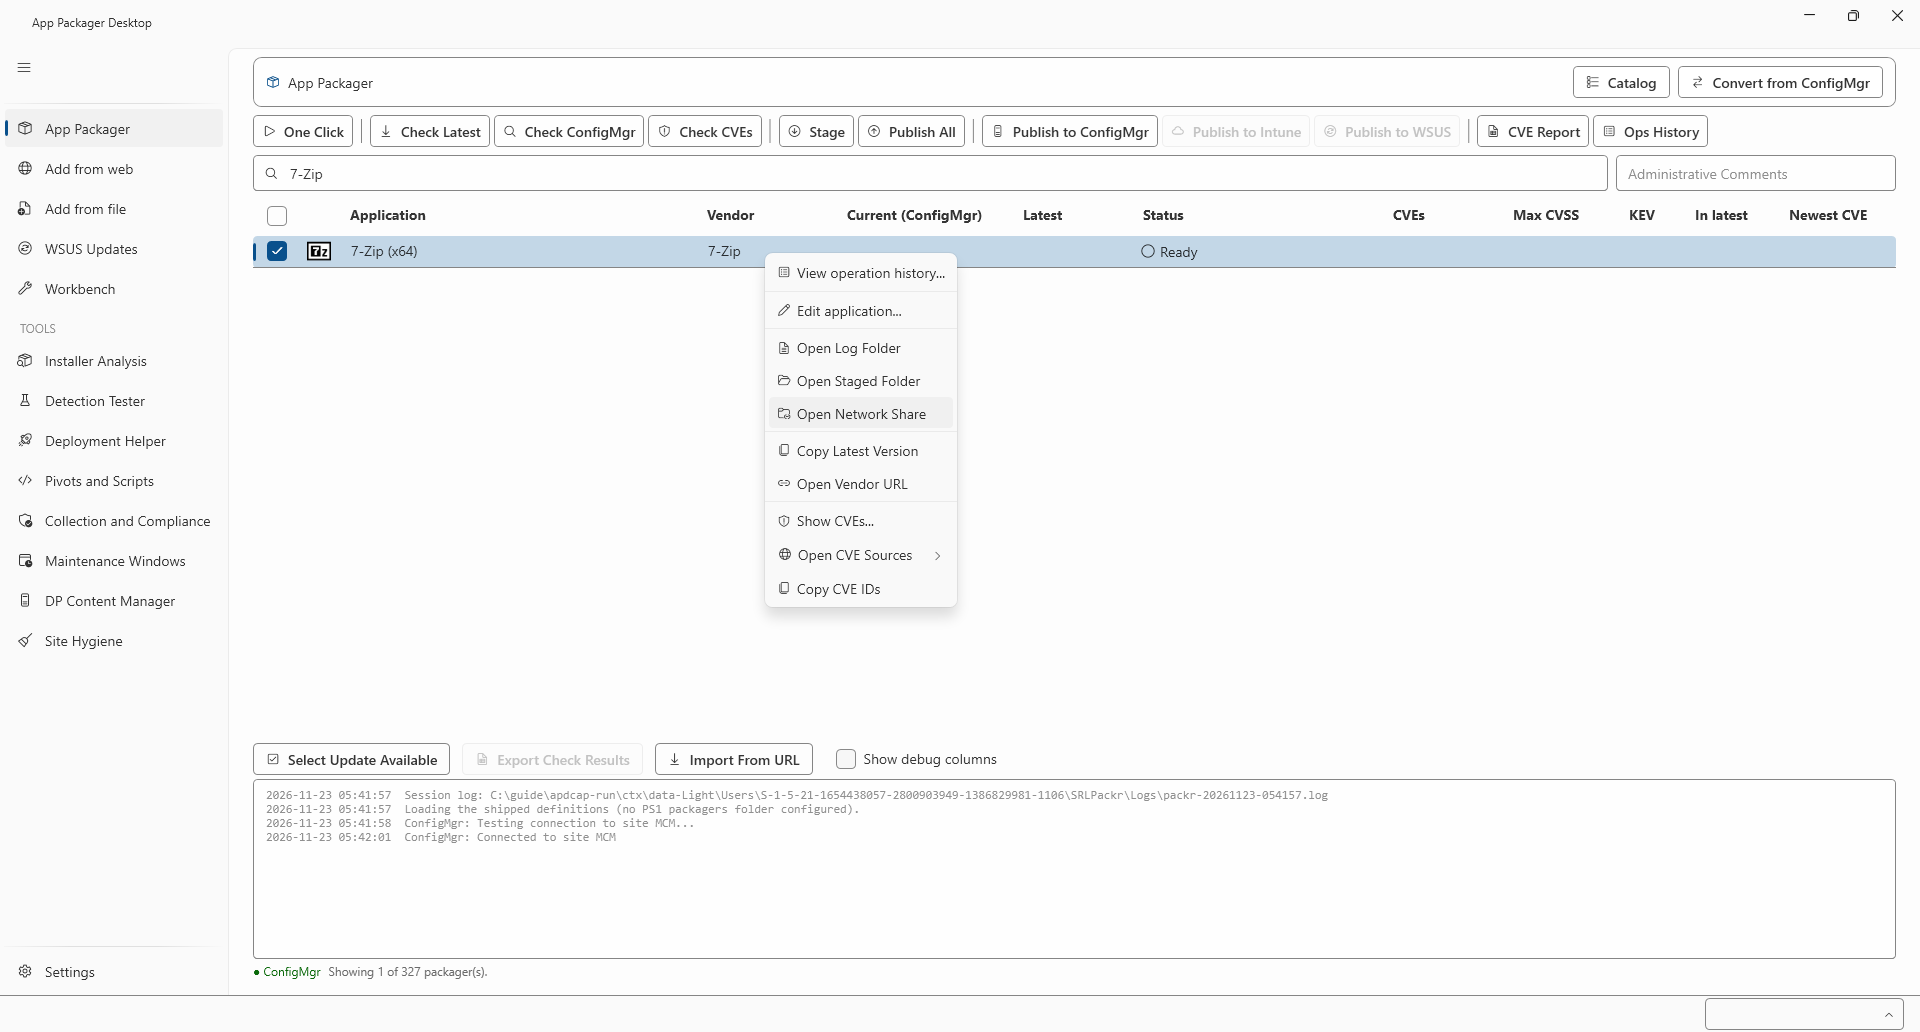 App Packager Desktop
App Packager
Catalog
Convert from ConfigMgr
App Packager
Add from web
Add from file
WSUS Updates
Workbench
TOOLS
Installer Analysis
Detection Tester
Deployment Helper
Pivots and Scripts
Collection and Compliance
Maintenance Windows
DP Content Manager
Site Hygiene
Settings
One Click
Check Latest
Check ConfigMgr
Check CVEs
Stage
Publish All
Publish to ConfigMgr
Publish to Intune
Publish to WSUS
CVE Report
Ops History
7-Zip
Administrative Comments
Application Vendor Current (ConfigMgr) Latest Status CVEs Max CVSS KEV In latest Newest CVE
7z 7-Zip (x64) 7-Zip Ready
View operation history...
Edit application...
Open Log Folder
Open Staged Folder
Open Network Share
Copy Latest Version
Open Vendor URL
Show CVEs...
Open CVE Sources
Copy CVE IDs
Select Update Available
Export Check Results
Import From URL
Show debug columns
2026-11-23 05:41:57 Session log: C:\guide\apdcap-run\ctx\data-Light\Users\S-1-5-21-1654438057-2800903949-1386829981-1106\SRLPackr\Logs\packr-20261123-054157.log
2026-11-23 05:41:57 Loading the shipped definitions (no PS1 packagers folder configured).
2026-11-23 05:41:58 ConfigMgr: Testing connection to site MCM...
2026-11-23 05:42:01 ConfigMgr: Connected to site MCM
ConfigMgr Showing 1 of 327 packager(s).